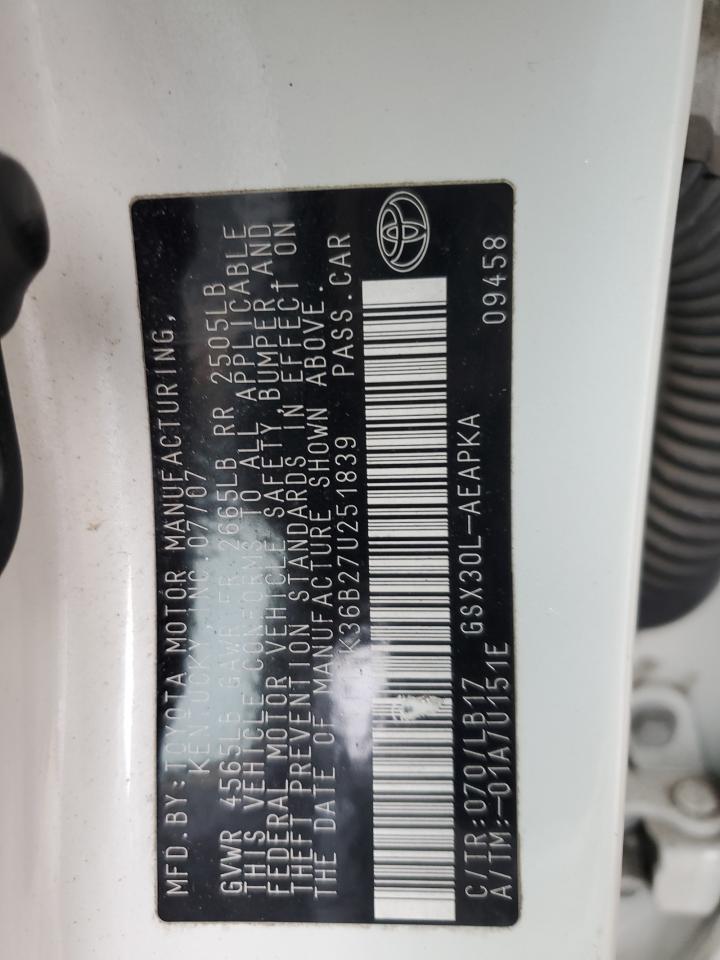 MFD.BY:TOYOTA MOTOR MANUFACTURING,
KENTUCKY INC.07/07
GVWR 4565LB GAWR FR 2665LB RR 2505LB
THIS VEHICLE CONFORMS TO ALL APPLICABLE
FEDERAL MOTOR VEHICLE SAFETY,BUMPER,AND
THEFT PREVENTION STANDARDS IN EFFECT ON
THE DATE OF MANUFACTURE SHOWN ABOVE.
K36B27U251839 PASS.CAR
C/TR:070/LB17 GSX30L-AEAPKA
A/TM:-01A/U151E 09458